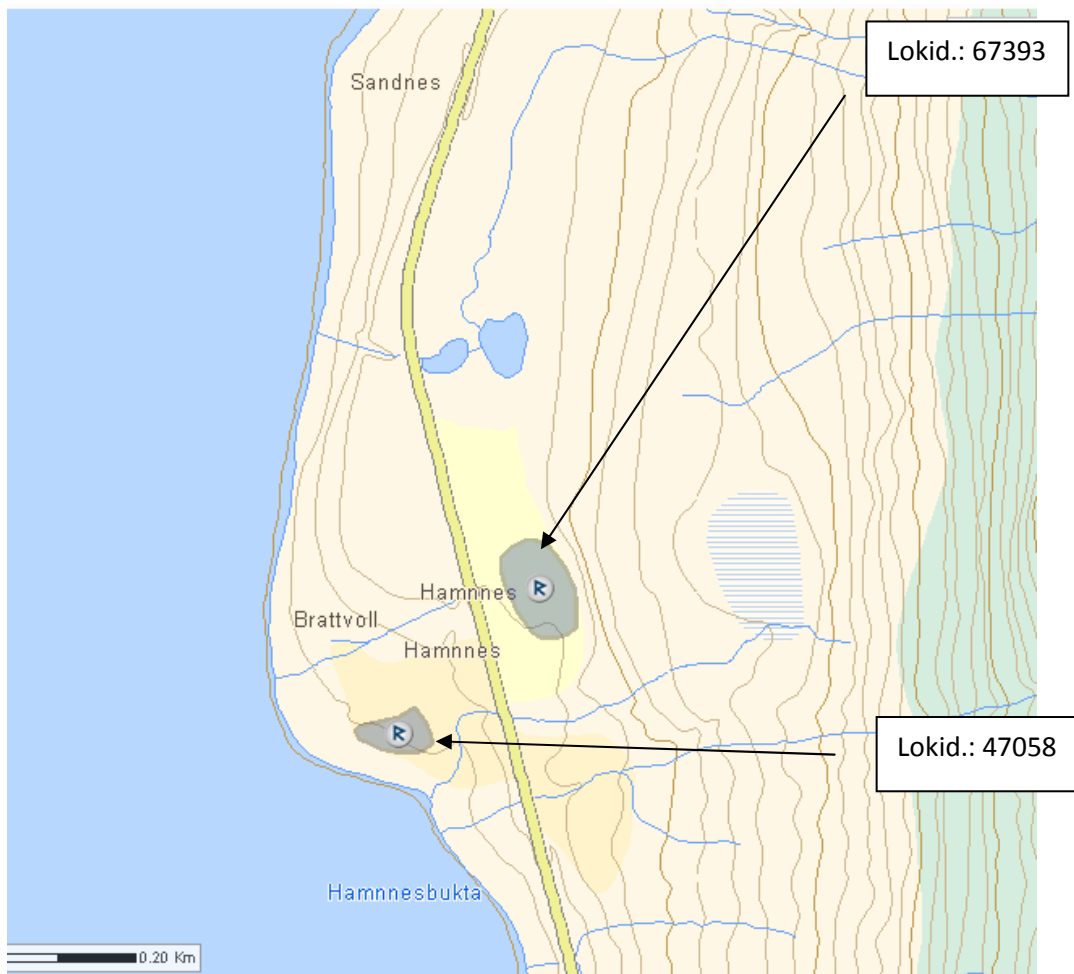 Lokid.: 67393
Sandnes
Hamnnes
Brattvoll
Hamnnes
R
R
Lokid.: 47058
Hamnnesbukta
0.20 Km